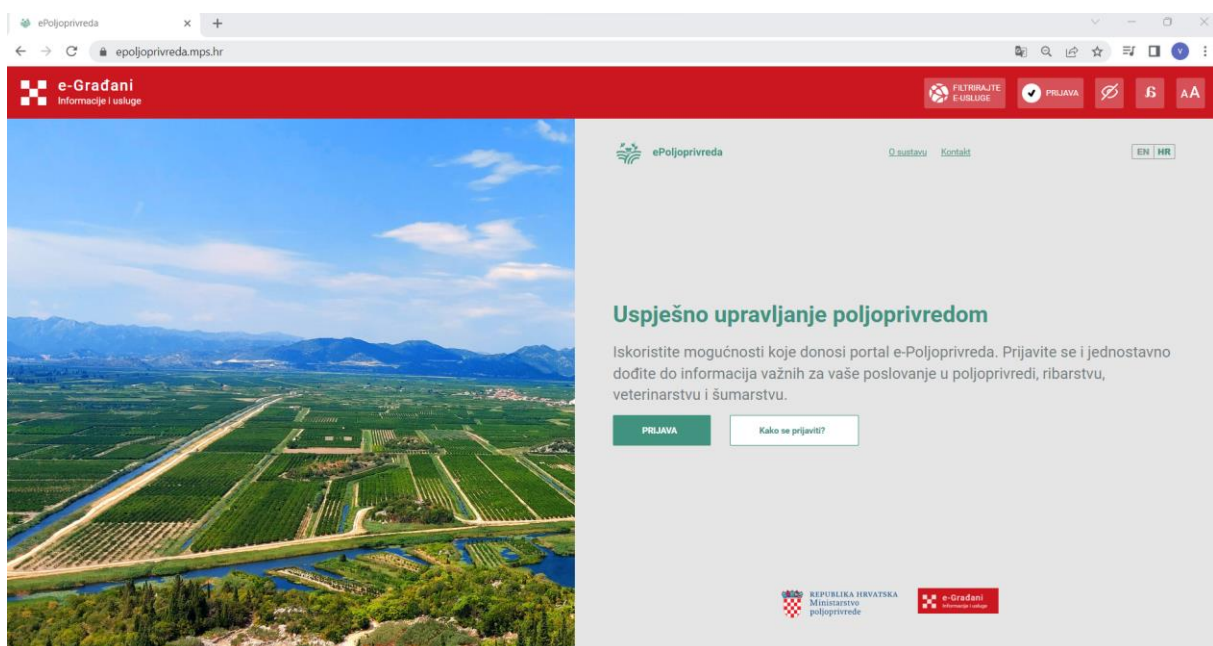 ePoljoprivreda
epoljoprivreda.mps.hr
V
e-Građani
Informacije i usluge
FILTRIRAJTE
E-USLUGE
PRIJAVA
AA
ePoljoprivreda
O sustavu
Kontakt
EN HR
Uspješno upravljanje poljoprivredom
Iskoristite mogućnosti koje donosi portal e-Poljoprivreda. Prijavite se i jednostavno
dođite do informacija važnih za vaše poslovanje u poljoprivredi, ribarstvu,
veterinarstvu i šumarstvu.
PRIJAVA
Kako se prijaviti?
REPUBLIKA HRVATSKA
Ministarstvo
poljoprivrede
e-Građani
Informacije i usluge